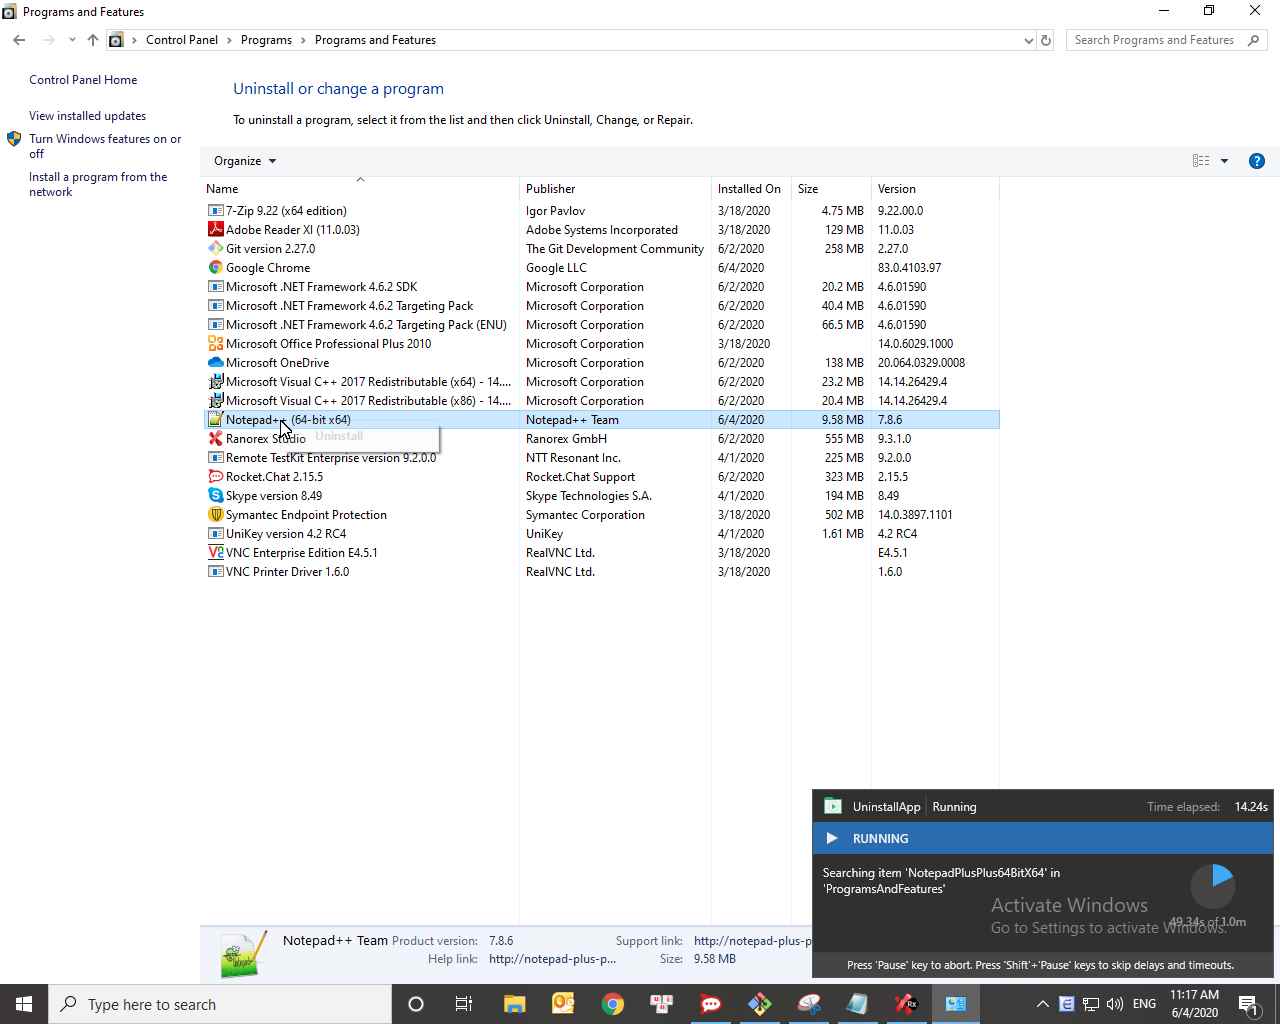 Programs and Features
Control Panel > Programs > Programs and Features
Search Programs and Features
Control Panel Home
View installed updates
Turn Windows features on or
off
Install a program from the
network
Uninstall or change a program
To uninstall a program, select it from the list and then click Uninstall, Change, or Repair.
Organize
Name Publisher Installed On Size Version
7-Zip 9.22 (x64 edition) Igor Pavlov 3/18/2020 4.75 MB 9.22.00.0
Adobe Reader XI (11.0.03) Adobe Systems Incorporated 3/18/2020 129 MB 11.0.03
Git version 2.27.0 The Git Development Community 6/2/2020 258 MB 2.27.0
Google Chrome Google LLC 6/4/2020 83.0.4103.97
Microsoft .NET Framework 4.6.2 SDK Microsoft Corporation 6/2/2020 20.2 MB 4.6.01590
Microsoft .NET Framework 4.6.2 Targeting Pack Microsoft Corporation 6/2/2020 40.4 MB 4.6.01590
Microsoft .NET Framework 4.6.2 Targeting Pack (ENU) Microsoft Corporation 6/2/2020 66.5 MB 4.6.01590
Microsoft Office Professional Plus 2010 Microsoft Corporation 3/18/2020 14.0.6029.1000
Microsoft OneDrive Microsoft Corporation 6/2/2020 138 MB 20.064.0329.0008
Microsoft Visual C++ 2017 Redistributable (x64) - 14.... Microsoft Corporation 6/2/2020 23.2 MB 14.14.26429.4
Microsoft Visual C++ 2017 Redistributable (x86) - 14.... Microsoft Corporation 6/2/2020 20.4 MB 14.14.26429.4
Notepad++ (64-bit x64) Notepad++ Team 6/4/2020 9.58 MB 7.8.6
Uninstall
Ranorex Studio Ranorex GmbH 6/2/2020 555 MB 9.3.1.0
Remote TestKit Enterprise version 9.2.0.0 NTT Resonant Inc. 4/1/2020 225 MB 9.2.0.0
Rocket.Chat 2.15.5 Rocket.Chat Support 6/2/2020 323 MB 2.15.5
Skype version 8.49 Skype Technologies S.A. 4/1/2020 194 MB 8.49
Symantec Endpoint Protection Symantec Corporation 3/18/2020 502 MB 14.0.3897.1101
UniKey version 4.2 RC4 UniKey 4/1/2020 1.61 MB 4.2 RC4
VNC Enterprise Edition E4.5.1 RealVNC Ltd. 3/18/2020 E4.5.1
VNC Printer Driver 1.6.0 RealVNC Ltd. 3/18/2020 1.6.0
UninstallApp Running Time elapsed: 14.24s
RUNNING
Searching item 'NotepadPlusPlus64BitX64' in
'ProgramsAndFeatures'
Activate Windows
49.34s of 1.0m
Go to Settings to activate Windows.
Press 'Pause' key to abort. Press 'Shift'+'Pause' keys to skip delays and timeouts.
Notepad++ Team Product version: 7.8.6 Support link: http://notepad-plus-p
Help link: http://notepad-plus-p... Size: 9.58 MB
Type here to search
ENG
11:17 AM
6/4/2020
1